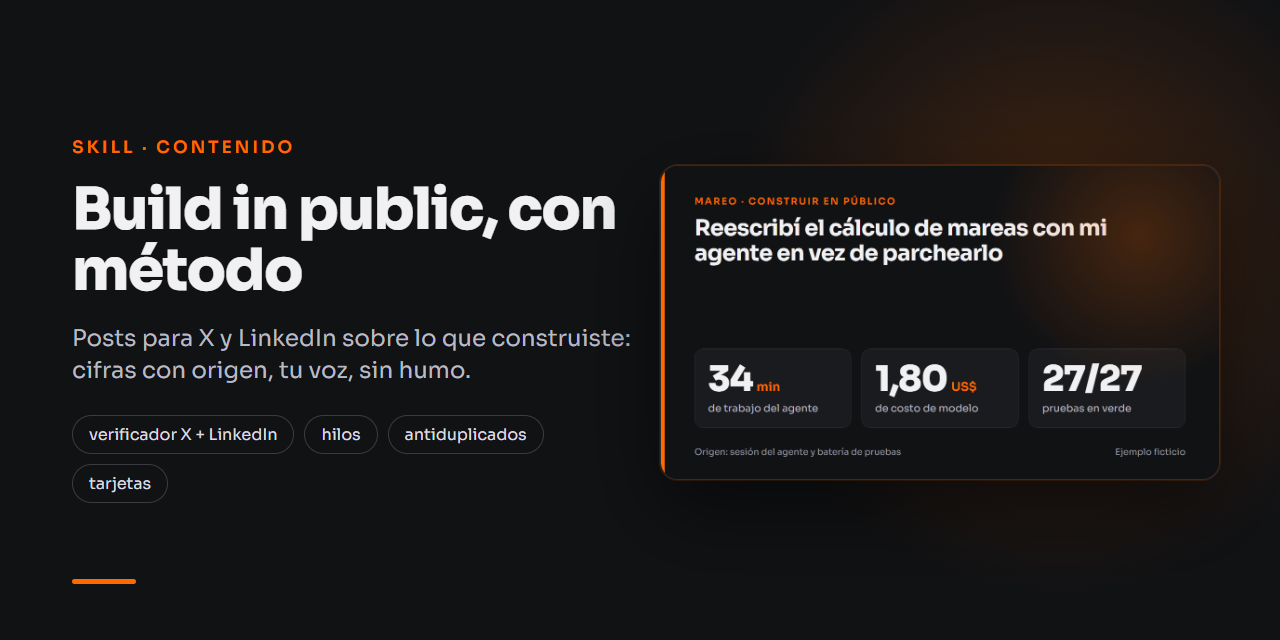 SKILL · CONTENIDO
Build in public, con
método
Posts para X y LinkedIn sobre lo que construiste:
cifras con origen, tu voz, sin humo.
verificador X + LinkedIn
hilos
antiduplicados
tarjetas
MAREO · CONSTRUIR EN PÚBLICO
Reescribí el cálculo de mareas con mi
agente en vez de parchearlo
34 min
de trabajo del agente
1,80 US$
de costo de modelo
27/27
pruebas en verde
Origen: sesión del agente y batería de pruebas
Ejemplo ficticio